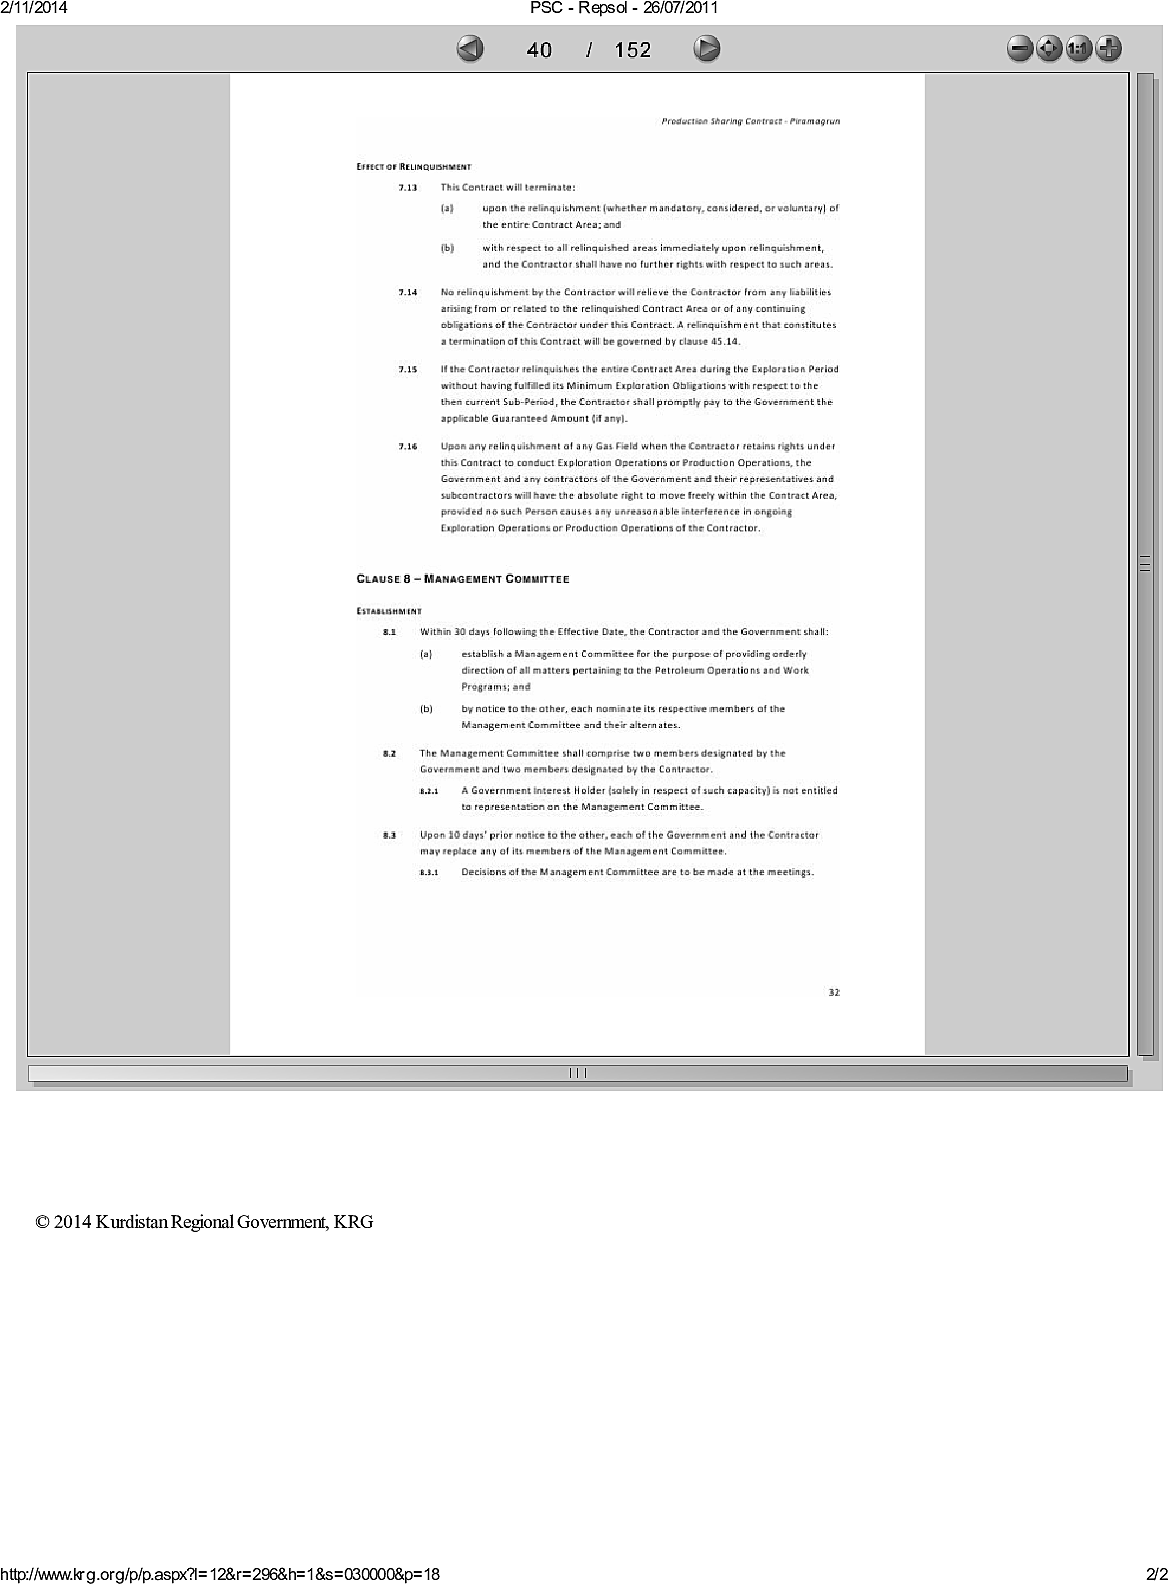 2/11/2014
PSC - Repsol - 26/07/2011
40 / 152
1:1
Production Sharing Contract - Piramagrun
EFFECT OF RELINQUISHMENT
7.13 This Contract will terminate:
(a) upon the relinquishment (whether mandatory, considered, or voluntary) of
the entire Contract Area; and
(b) with respect to all relinquished areas immediately upon relinquishment,
and the Contractor shall have no further rights with respect to such areas.
7.14 No relinquishment by the Contractor will relieve the Contractor from any liabilities
arising from or related to the relinquished Contract Area or of any continuing
obligations of the Contractor under this Contract. A relinquishment that constitutes
a termination of this Contract will be governed by clause 45.14.
7.15 If the Contractor relinquishes the entire Contract Area during the Exploration Period
without having fulfilled its Minimum Exploration Obligations with respect to the
then current Sub-Period, the Contractor shall promptly pay to the Government the
applicable Guaranteed Amount (if any).
7.16 Upon any relinquishment of any Gas Field when the Contractor retains rights under
this Contract to conduct Exploration Operations or Production Operations, the
Government and any contractors of the Government and their representatives and
subcontractors will have the absolute right to move freely within the Contract Area,
provided no such Person causes any unreasonable interference in ongoing
Exploration Operations or Production Operations of the Contractor.
CLAUSE 8 – MANAGEMENT COMMITTEE
ESTABLISHMENT
8.1 Within 30 days following the Effective Date, the Contractor and the Government shall:
(a) establish a Management Committee for the purpose of providing orderly
direction of all matters pertaining to the Petroleum Operations and Work
Programs; and
(b) by notice to the other, each nominate its respective members of the
Management Committee and their alternates.
8.2 The Management Committee shall comprise two members designated by the
Government and two members designated by the Contractor.
8.2.1 A Government Interest Holder (solely in respect of such capacity) is not entitled
to representation on the Management Committee.
8.3 Upon 10 days' prior notice to the other, each of the Government and the Contractor
may replace any of its members of the Management Committee.
8.3.1 Decisions of the Management Committee are to be made at the meetings.
32
© 2014 Kurdistan Regional Government, KRG
http://www.krg.org/p/p.aspx?l=12&r=296&h=1&s=030000&p=18
2/2